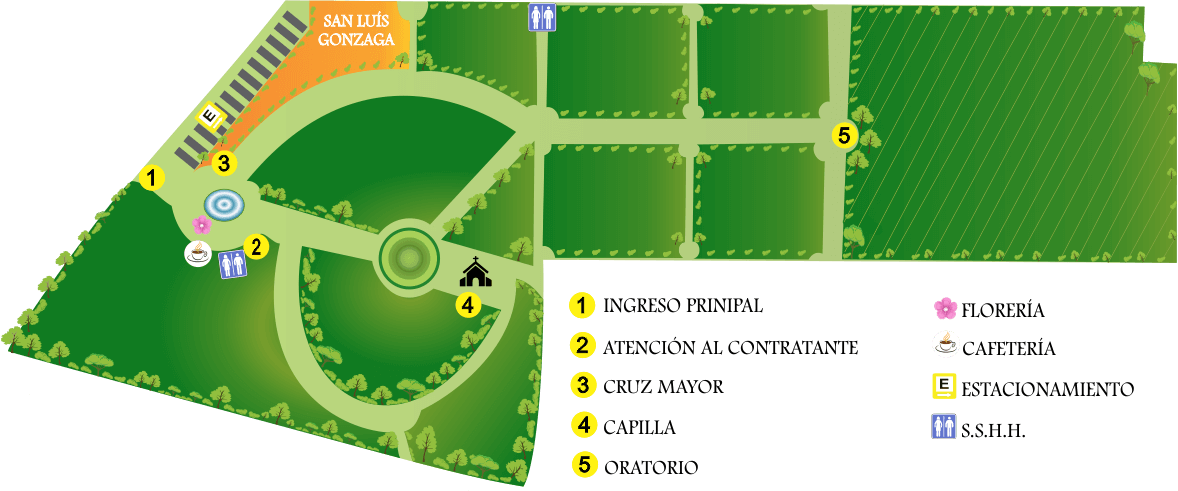 SAN LUÍS
GONZAGA
E
3
1
5
2
4
1 INGRESO PRINIPAL
2 ATENCIÓN AL CONTRATANTE
3 CRUZ MAYOR
4 CAPILLA
5 ORATORIO
FLORERÍA
CAFETERÍA
E ESTACIONAMIENTO
S.S.H.H.